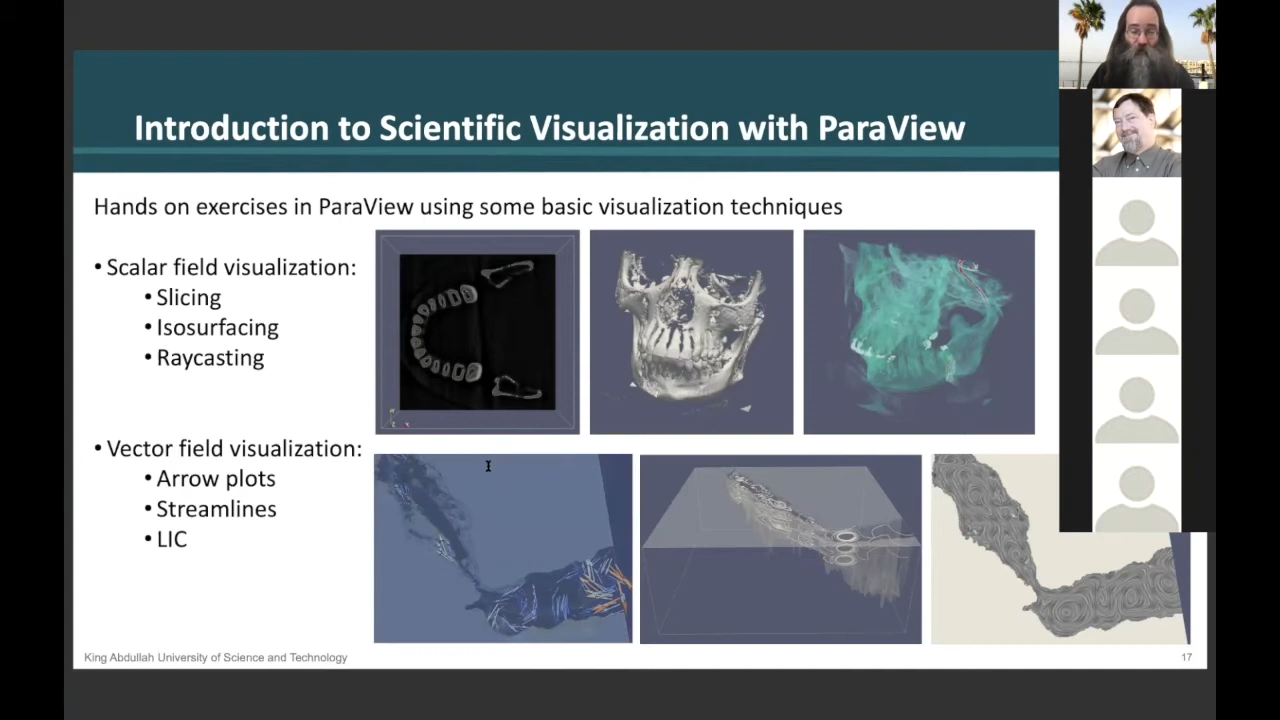 Introduction to Scientific Visualization with ParaView
Hands on exercises in ParaView using some basic visualization techniques
• Scalar field visualization:
• Slicing
• Isosurfacing
• Raycasting
• Vector field visualization:
• Arrow plots
• Streamlines
• LIC
King Abdullah University of Science and Technology
17